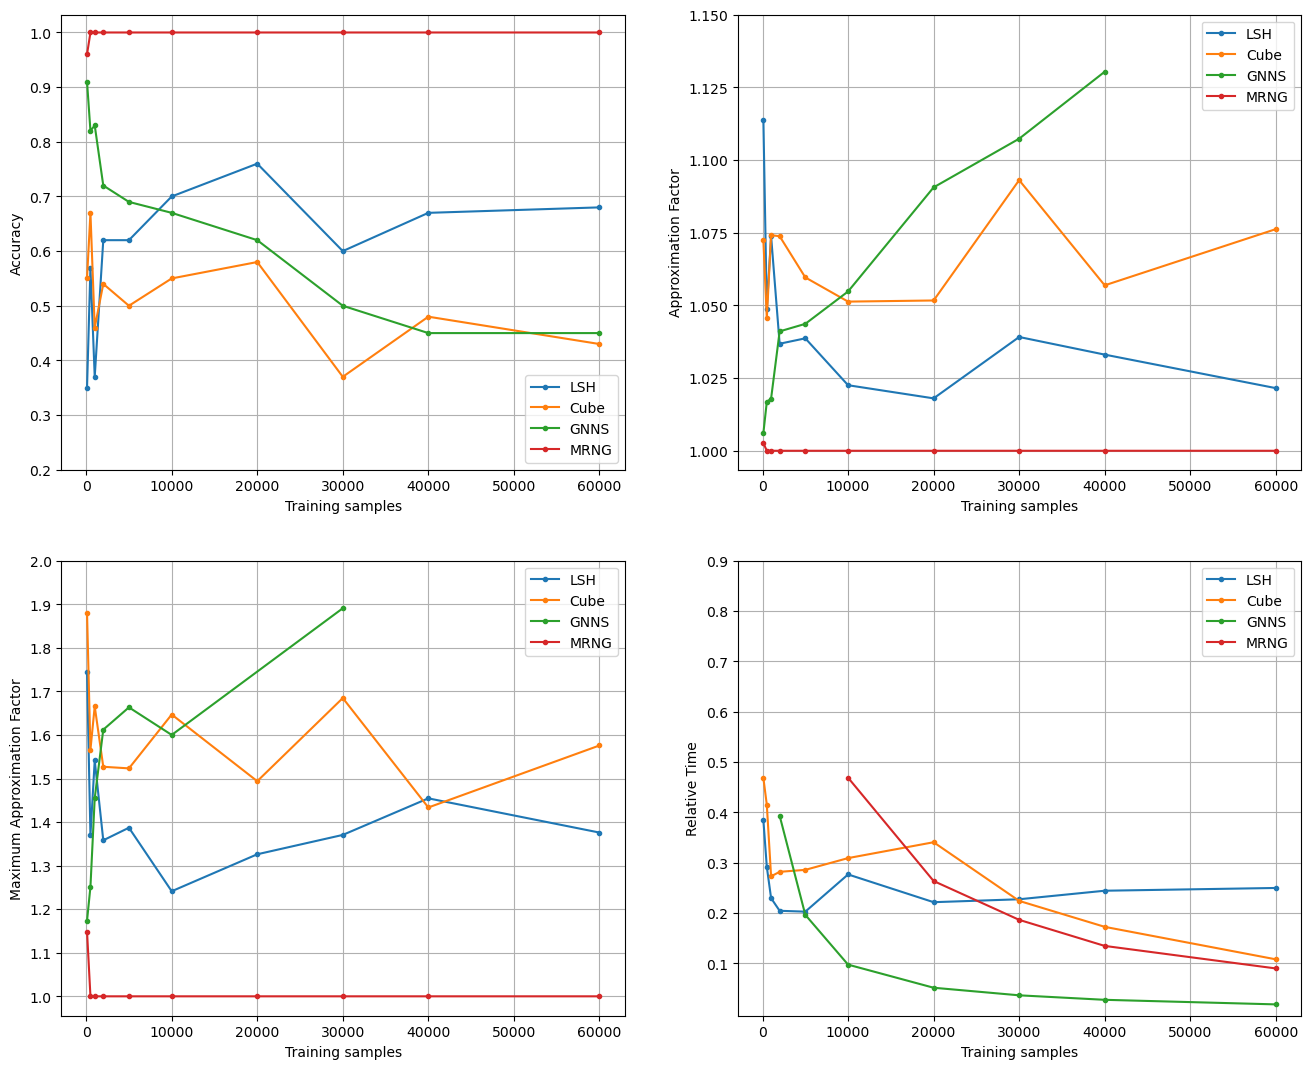 1.0
0.9
0.8
0.7
0.6
0.5
0.4
0.3
0.2
Accuracy
0 10000 20000 30000 40000 50000 60000
Training samples
LSH
Cube
GNNS
MRNG
1.150
1.125
1.100
1.075
1.050
1.025
1.000
Approximation Factor
0 10000 20000 30000 40000 50000 60000
Training samples
LSH
Cube
GNNS
MRNG
2.0
1.9
1.8
1.7
1.6
1.5
1.4
1.3
1.2
1.1
1.0
Maximum Approximation Factor
0 10000 20000 30000 40000 50000 60000
Training samples
LSH
Cube
GNNS
MRNG
0.9
0.8
0.7
0.6
0.5
0.4
0.3
0.2
0.1
Relative Time
0 10000 20000 30000 40000 50000 60000
Training samples
LSH
Cube
GNNS
MRNG